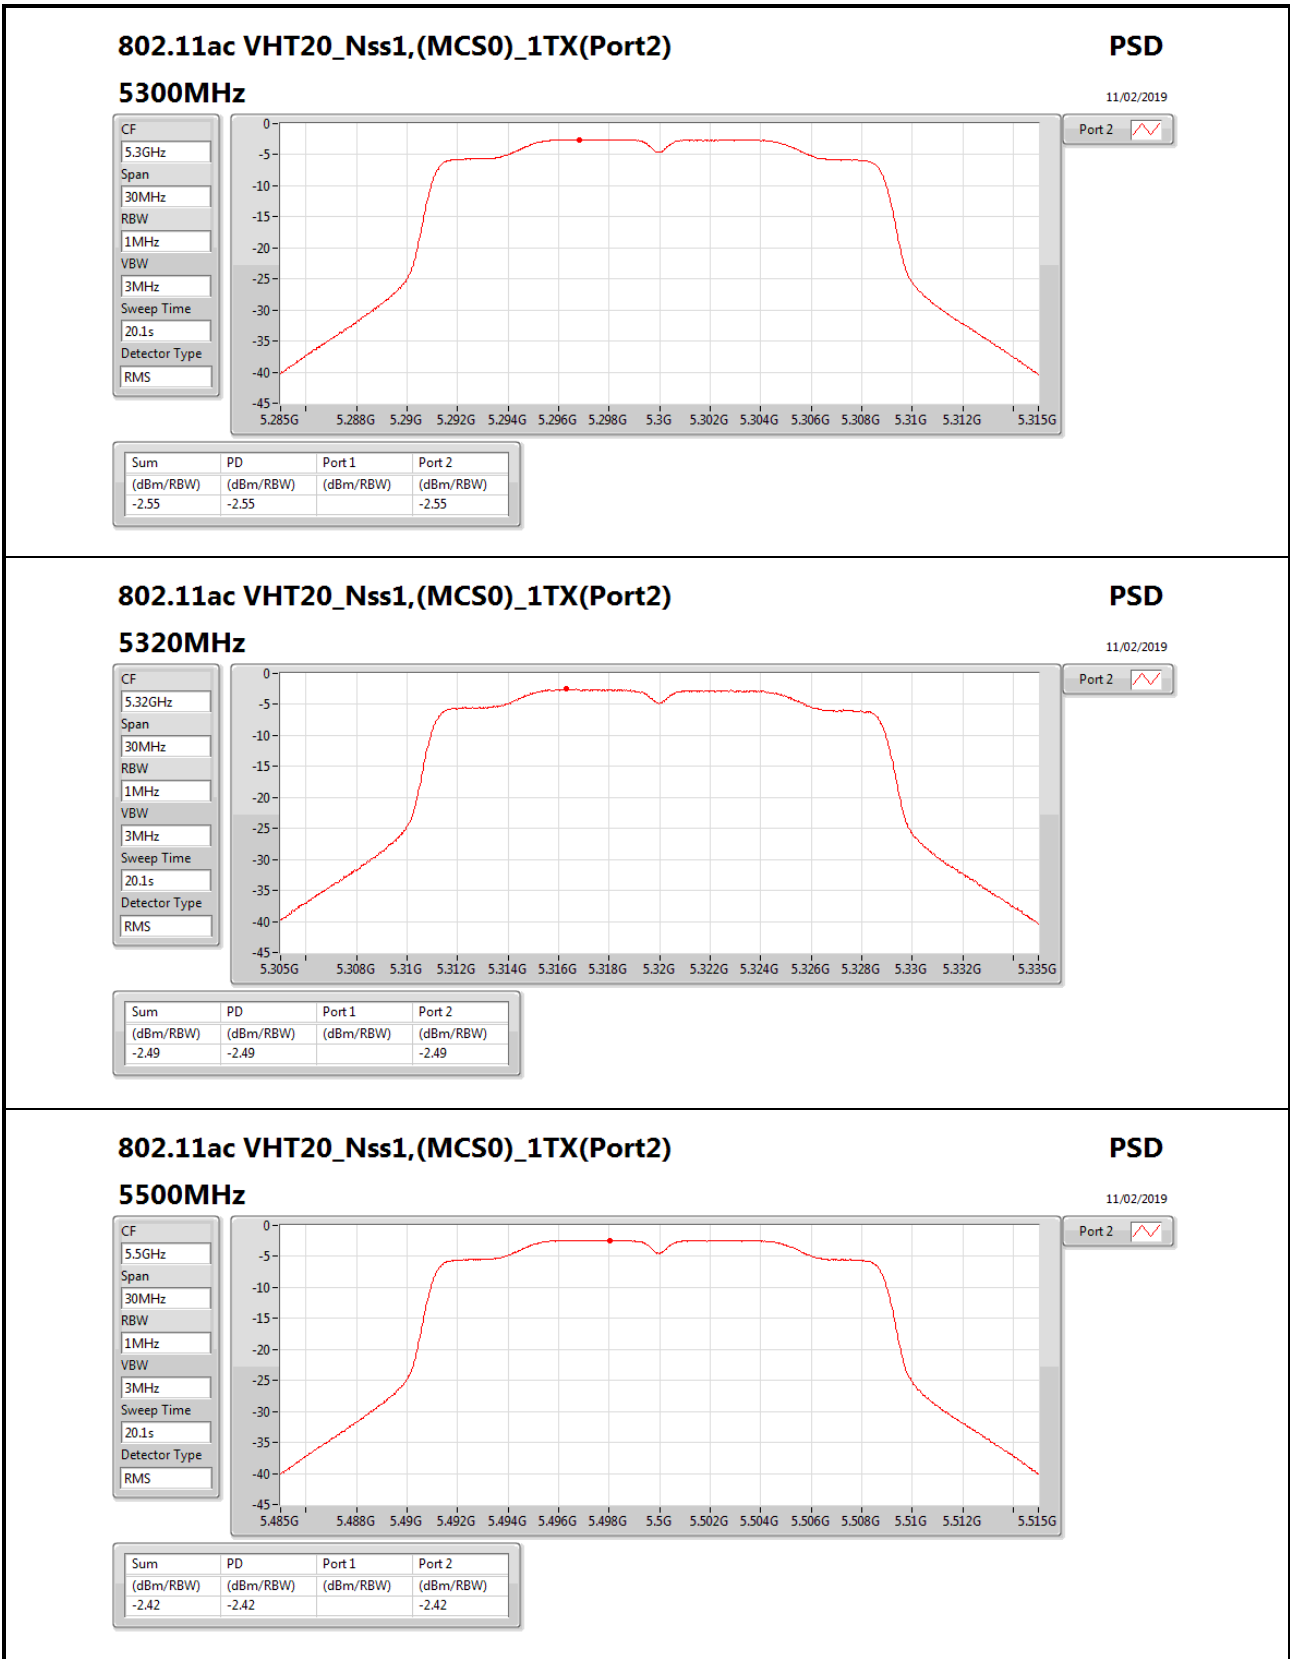 802.11ac VHT20_Nss1,(MCS0)_1TX(Port2) PSD
5300MHz 11/02/2019
CF
5.3GHz
Span
30MHz
RBW
1MHz
VBW
3MHz
Sweep Time
20.1s
Detector Type
RMS
0
-5
-10
-15
-20
-25
-30
-35
-40
-45
5.285G 5.288G 5.29G 5.292G 5.294G 5.296G 5.298G 5.3G 5.302G 5.304G 5.306G 5.308G 5.31G 5.312G 5.315G
Port 2
Sum PD Port 1 Port 2
(dBm/RBW) (dBm/RBW) (dBm/RBW) (dBm/RBW)
-2.55 -2.55 -2.55
802.11ac VHT20_Nss1,(MCS0)_1TX(Port2) PSD
5320MHz 11/02/2019
CF
5.32GHz
Span
30MHz
RBW
1MHz
VBW
3MHz
Sweep Time
20.1s
Detector Type
RMS
0
-5
-10
-15
-20
-25
-30
-35
-40
-45
5.305G 5.308G 5.31G 5.312G 5.314G 5.316G 5.318G 5.32G 5.322G 5.324G 5.326G 5.328G 5.33G 5.332G 5.335G
Port 2
Sum PD Port 1 Port 2
(dBm/RBW) (dBm/RBW) (dBm/RBW) (dBm/RBW)
-2.49 -2.49 -2.49
802.11ac VHT20_Nss1,(MCS0)_1TX(Port2) PSD
5500MHz 11/02/2019
CF
5.5GHz
Span
30MHz
RBW
1MHz
VBW
3MHz
Sweep Time
20.1s
Detector Type
RMS
0
-5
-10
-15
-20
-25
-30
-35
-40
-45
5.485G 5.488G 5.49G 5.492G 5.494G 5.496G 5.498G 5.5G 5.502G 5.504G 5.506G 5.508G 5.51G 5.512G 5.515G
Port 2
Sum PD Port 1 Port 2
(dBm/RBW) (dBm/RBW) (dBm/RBW) (dBm/RBW)
-2.42 -2.42 -2.42